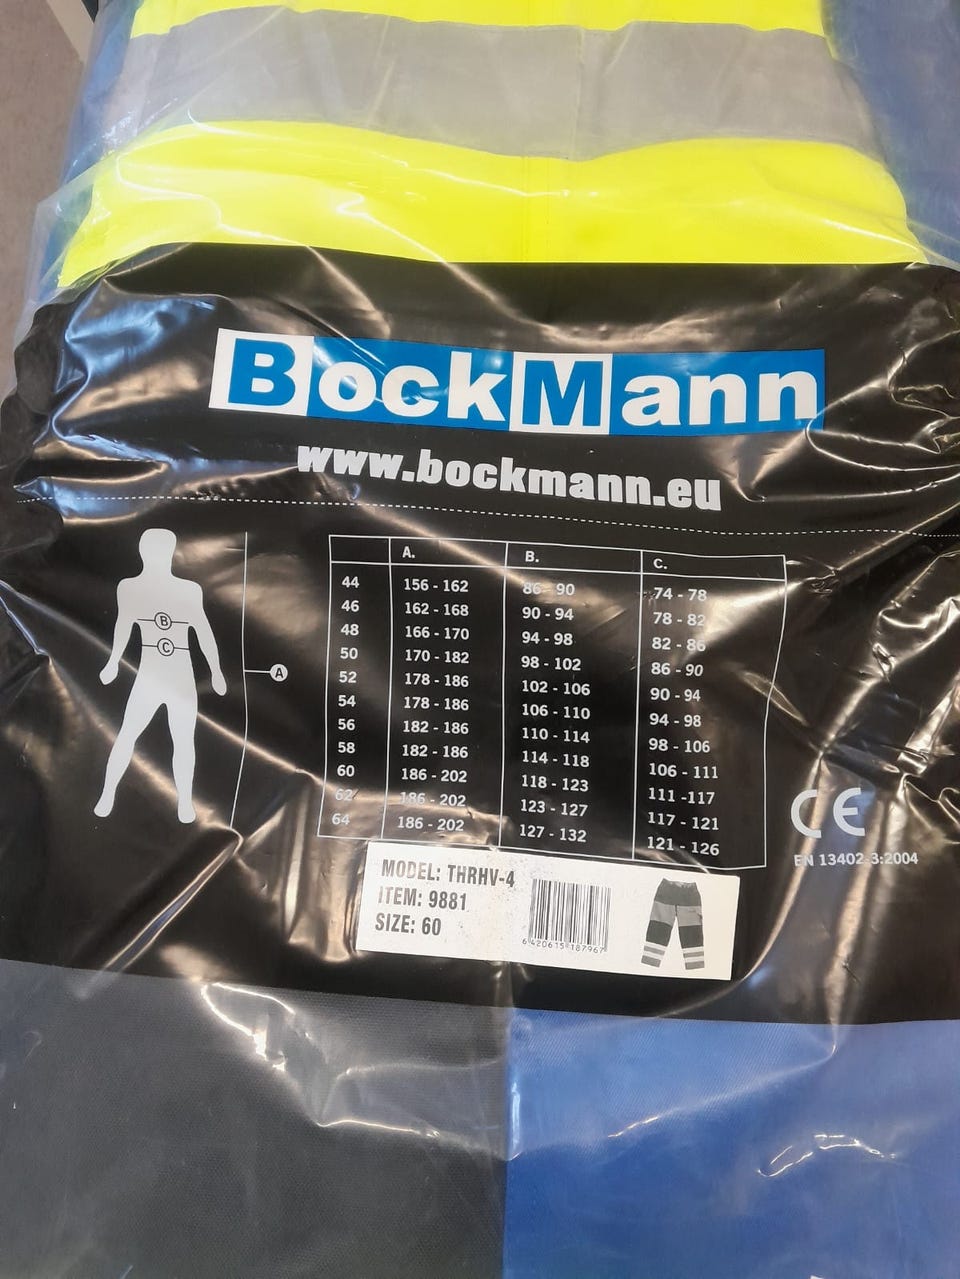 BockMann
www.bockmann.eu
A. B. C.
44 156 - 162 86 - 90 74 - 78
46 162 - 168 90 - 94 78 - 82
48 166 - 170 94 - 98 82 - 86
50 170 - 182 98 - 102 86 - 90
52 178 - 186 102 - 106 90 - 94
54 178 - 186 106 - 110 94 - 98
56 182 - 186 110 - 114 98 - 106
58 182 - 186 114 - 118 106 - 111
60 186 - 202 118 - 123 111 -117
62 186 - 202 123 - 127 117 - 121
64 186 - 202 127 - 132 121 - 126
B
C
A
CE
EN 13402-3:2004
MODEL: THRHV-4
ITEM: 9881
SIZE: 60
6 420615 187967